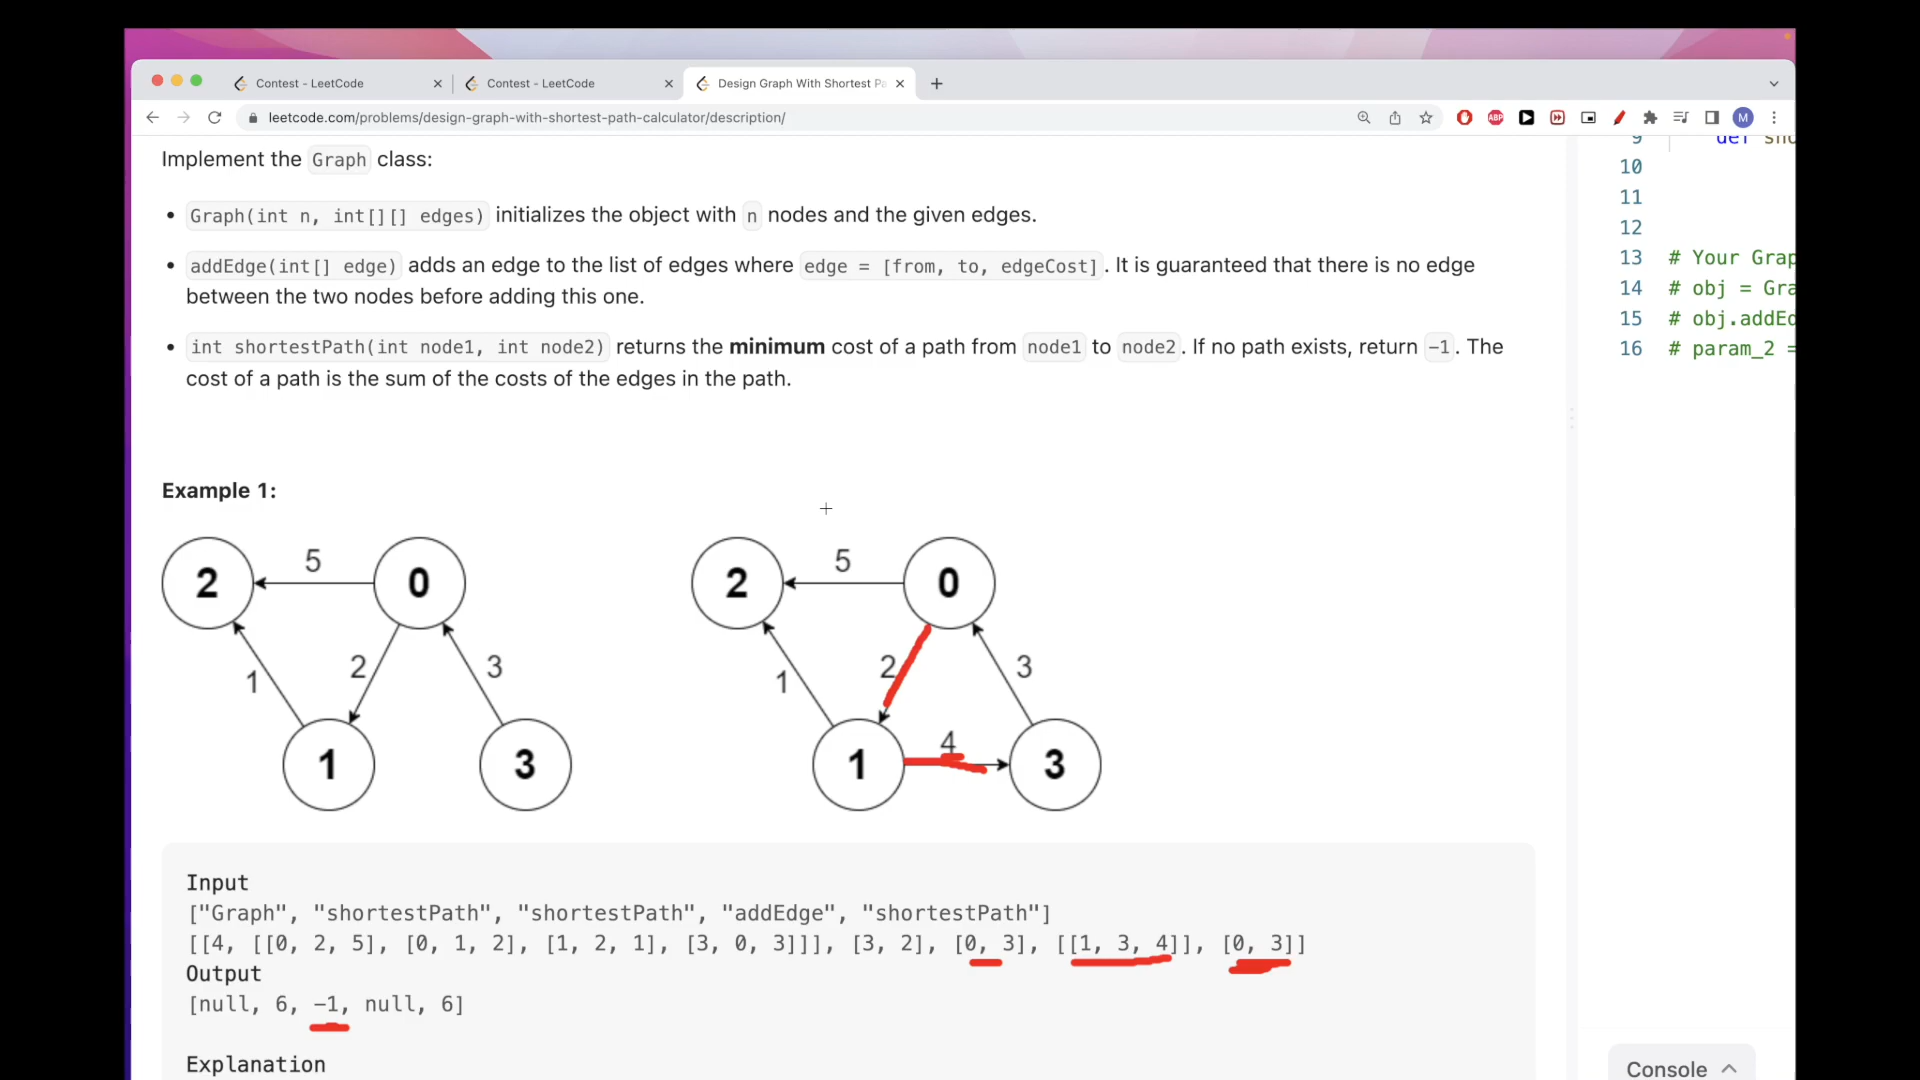 Contest - LeetCode
Contest - LeetCode
Design Graph With Shortest Pa
leetcode.com/problems/design-graph-with-shortest-path-calculator/description/
ABP
M
Implement the Graph class:
• Graph(int n, int[][] edges) initializes the object with n nodes and the given edges.
• addEdge(int[] edge) adds an edge to the list of edges where edge = [from, to, edgeCost]. It is guaranteed that there is no edge
between the two nodes before adding this one.
• int shortestPath(int node1, int node2) returns the minimum cost of a path from node1 to node2. If no path exists, return -1. The
cost of a path is the sum of the costs of the edges in the path.
Example 1:
2 5 0
1 2 3
1 3
2 5 0
1 2 3
1 4 3
Input
["Graph", "shortestPath", "shortestPath", "addEdge", "shortestPath"]
[[4, [[0, 2, 5], [0, 1, 2], [1, 2, 1], [3, 0, 3]]], [3, 2], [0, 3], [[1, 3, 4]], [0, 3]]
Output
[null, 6, -1, null, 6]
Explanation
9 def sho
10
11
12
13 # Your Grap
14 # obj = Gra
15 # obj.addEd
16 # param_2 =
Console